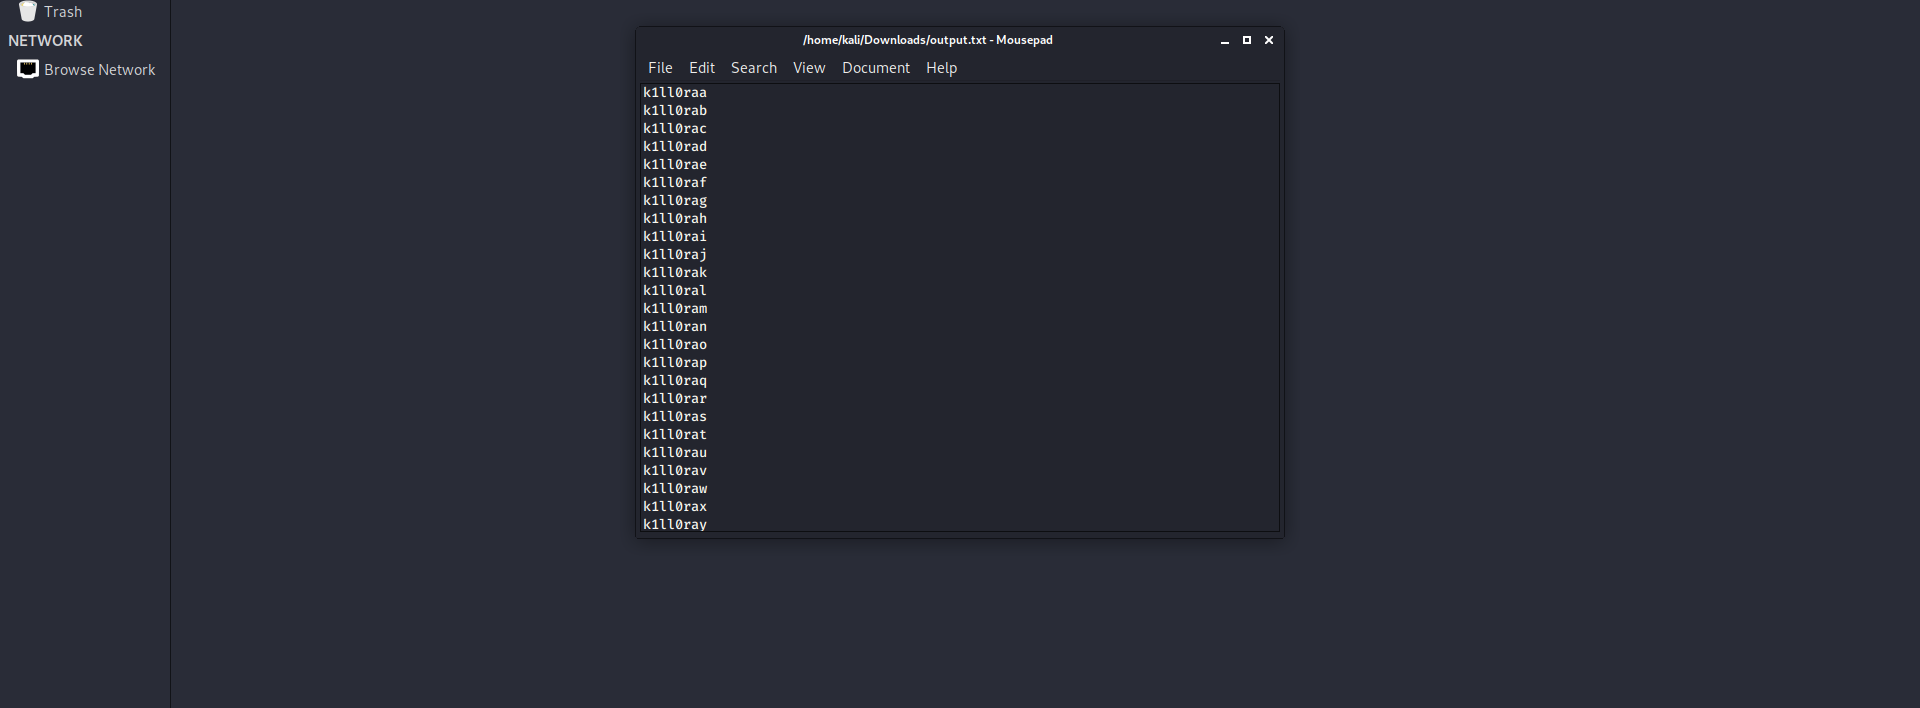 Trash
NETWORK
Browse Network
/home/kali/Downloads/output.txt - Mousepad
File Edit Search View Document Help
k1ll0raa
k1ll0rab
k1ll0rac
k1ll0rad
k1ll0rae
k1ll0raf
k1ll0rag
k1ll0rah
k1ll0rai
k1ll0raj
k1ll0rak
k1ll0ral
k1ll0ram
k1ll0ran
k1ll0rao
k1ll0rap
k1ll0raq
k1ll0rar
k1ll0ras
k1ll0rat
k1ll0rau
k1ll0rav
k1ll0raw
k1ll0rax
k1ll0ray